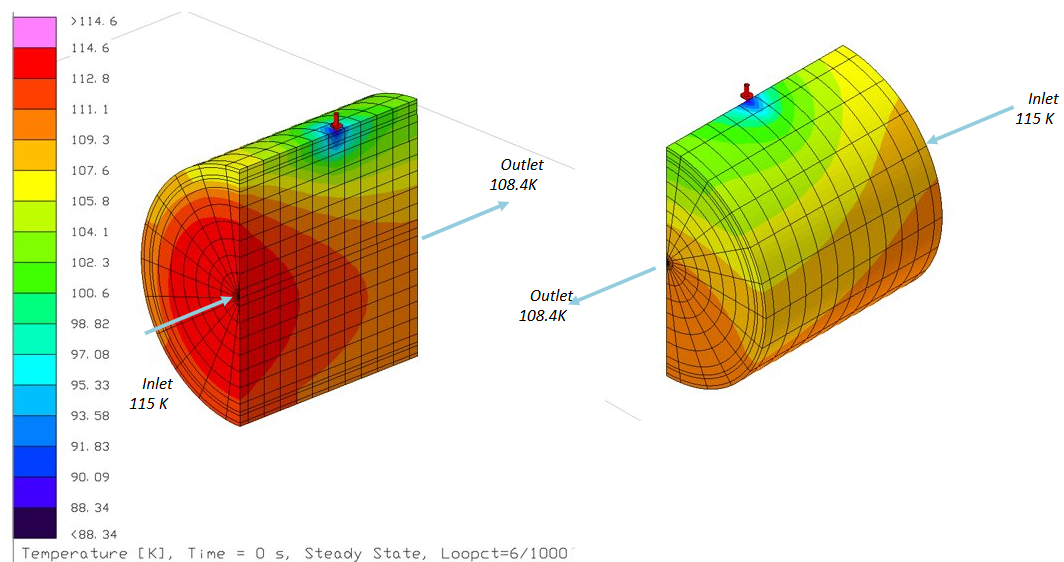 >114.6
114.6
112.8
111.1
109.3
107.6
105.8
104.1
102.3
100.6
98.82
97.08
95.33
93.58
91.83
90.09
88.34
<88.34
Outlet
108.4K
Inlet
115 K
Inlet
115 K
Outlet
108.4K
Temperature [K], Time = 0 s, Steady State, Loopct=6/1000